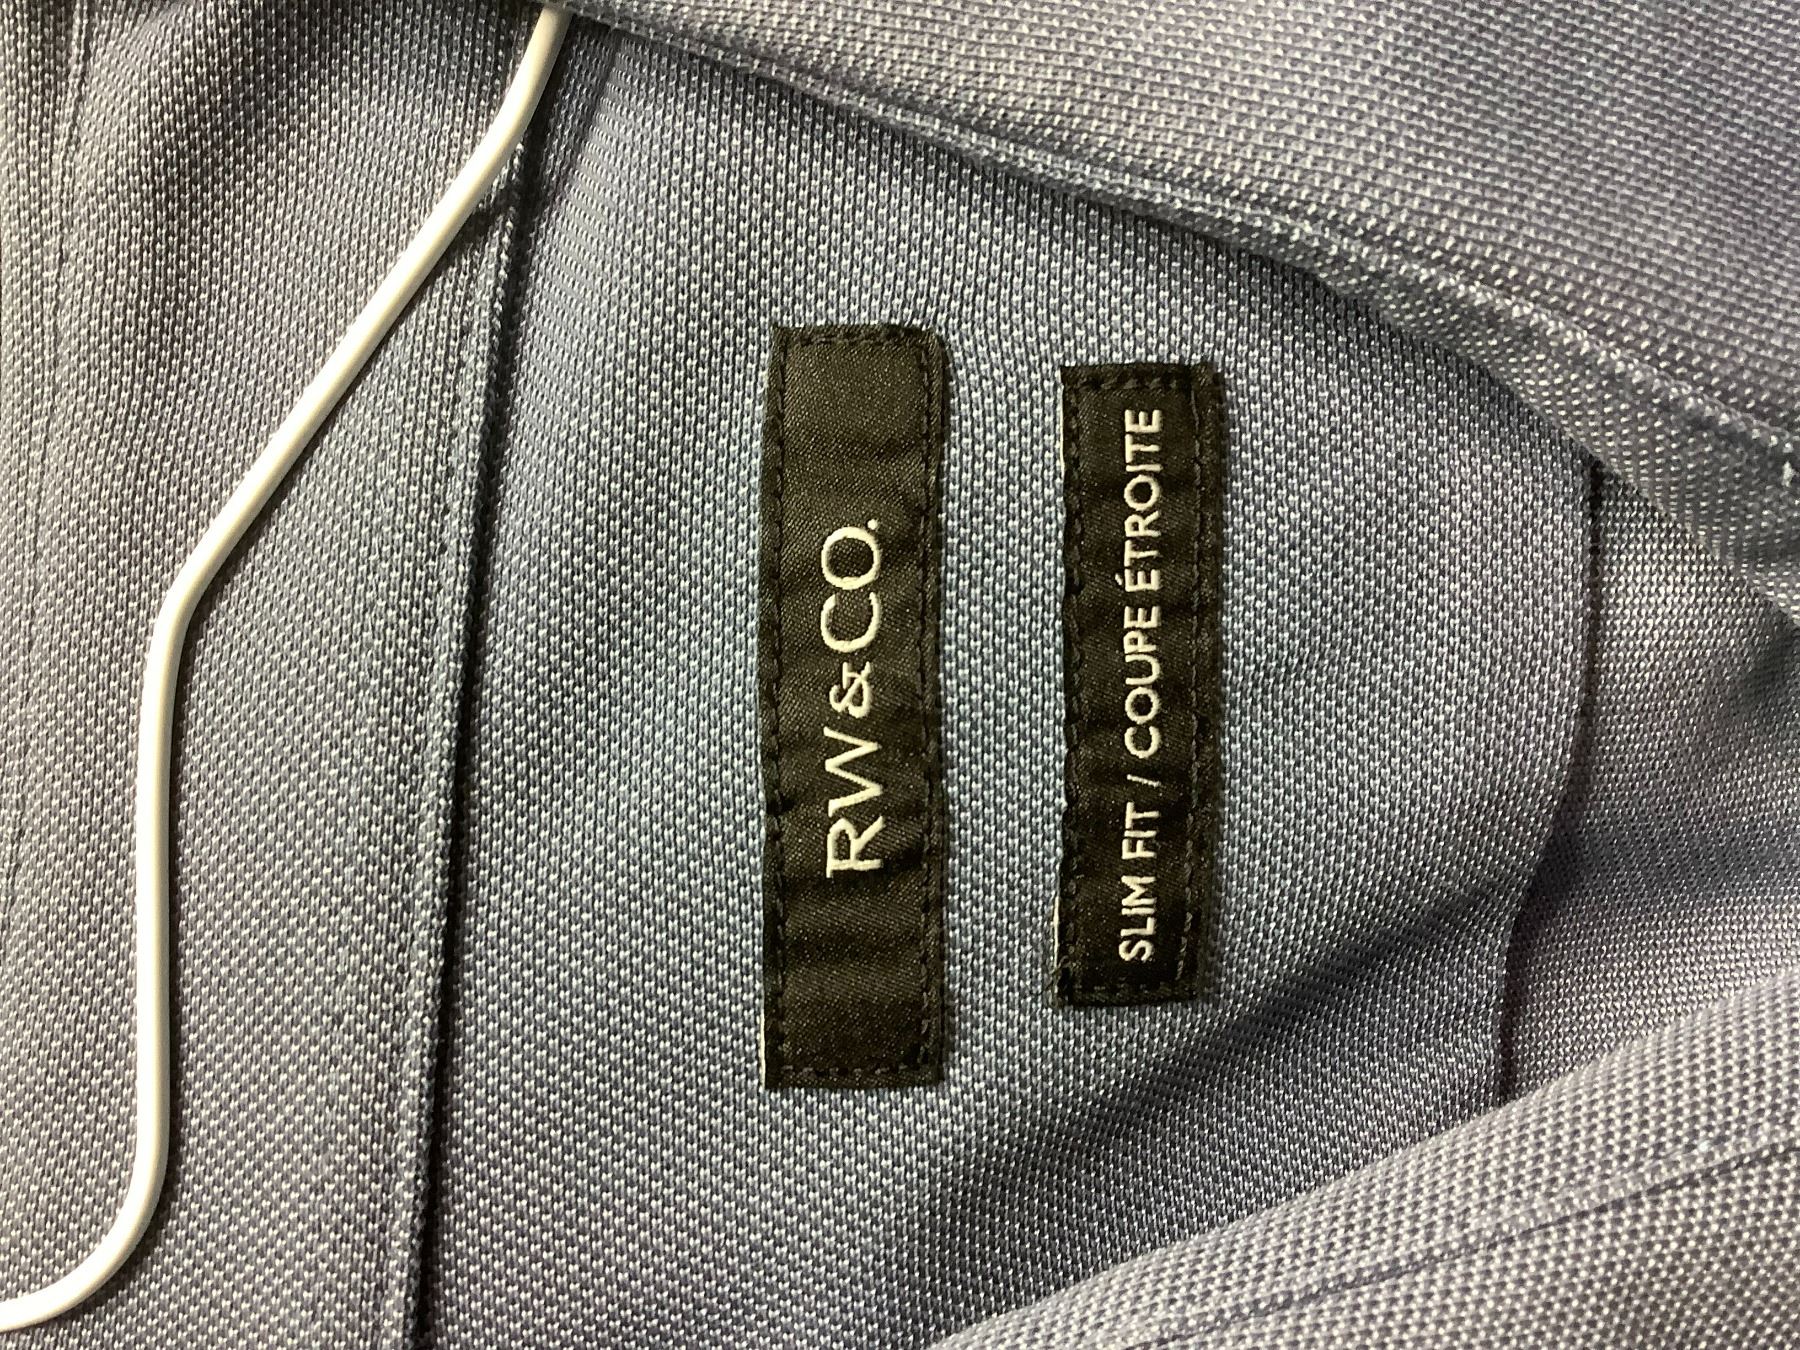 RW & CO.
SLIM FIT / COUPE ÉTROITE